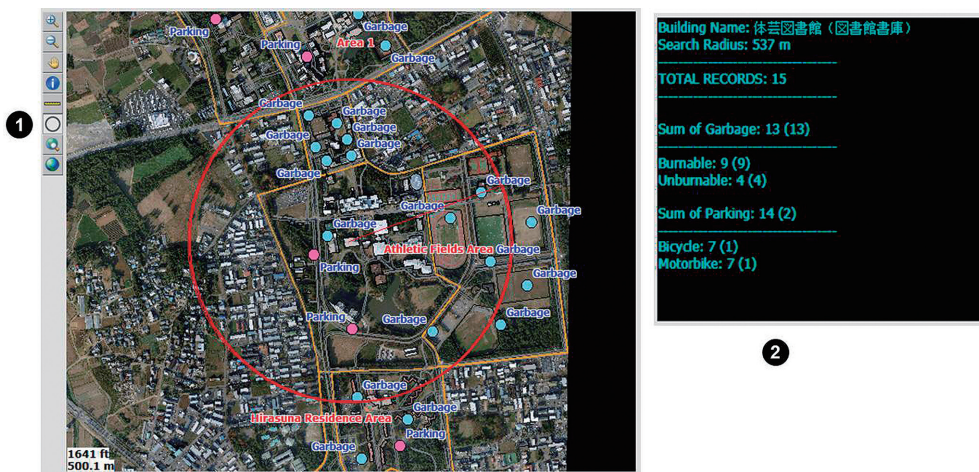 Garbage
Parking
Parking
Area 1
Garbage
Garbage
Garbage
Garbage
Garbage
Garbage
Garbage
Garbage
Garbage
Garbage
Garbage
Athletic Fields Area
Garbage
Parking
Garbage
Parking
Garbage
Garbage
Garbage
Garbage
Hirasuna Residence Area
Parking
Garbage
1641 ft
500.1 m
1
Building Name: 体芸図書館（図書館書庫）
Search Radius: 537 m
-----------------------------------
TOTAL RECORDS: 15
-----------------------------------
Sum of Garbage: 13 (13)
-----------------------------------
Burnable: 9 (9)
Unburnable: 4 (4)
Sum of Parking: 14 (2)
-----------------------------------
Bicycle: 7 (1)
Motorbike: 7 (1)
2